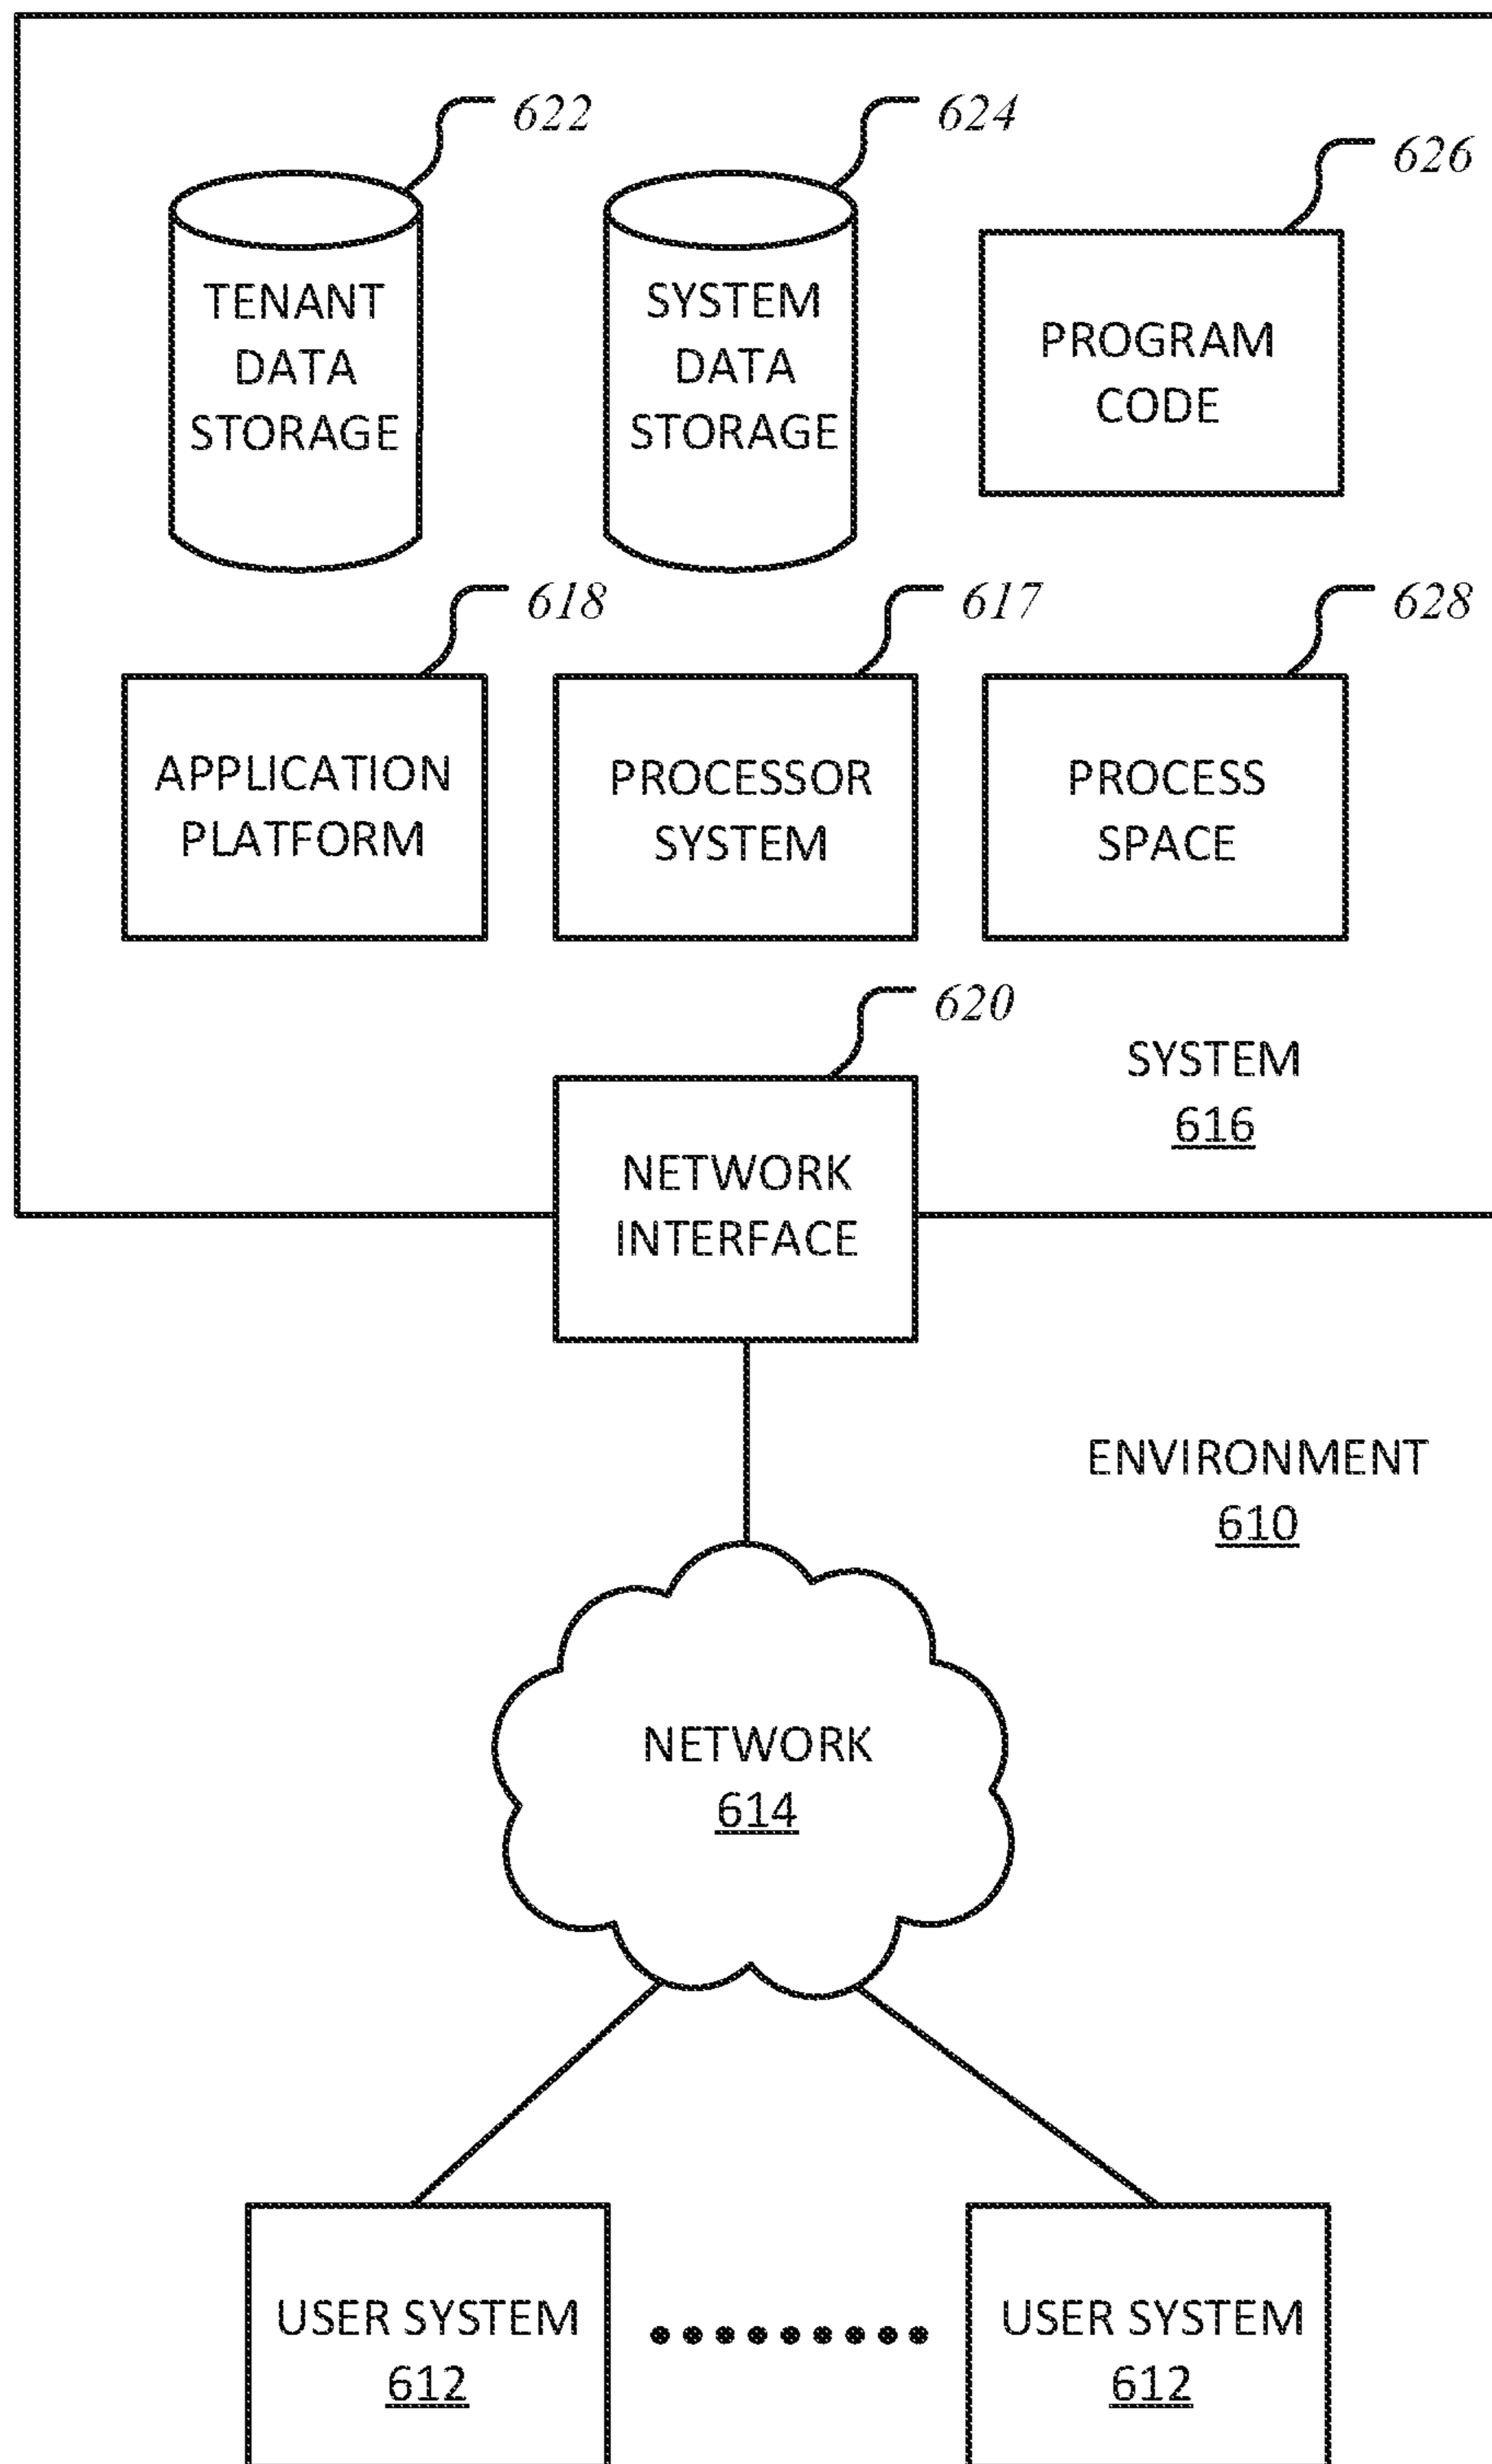 622
624
626
TENANT
DATA
STORAGE
SYSTEM
DATA
STORAGE
PROGRAM
CODE
618
617
628
APPLICATION
PLATFORM
PROCESSOR
SYSTEM
PROCESS
SPACE
620
SYSTEM
616
NETWORK
INTERFACE
ENVIRONMENT
610
NETWORK
614
USER SYSTEM
612
USER SYSTEM
612